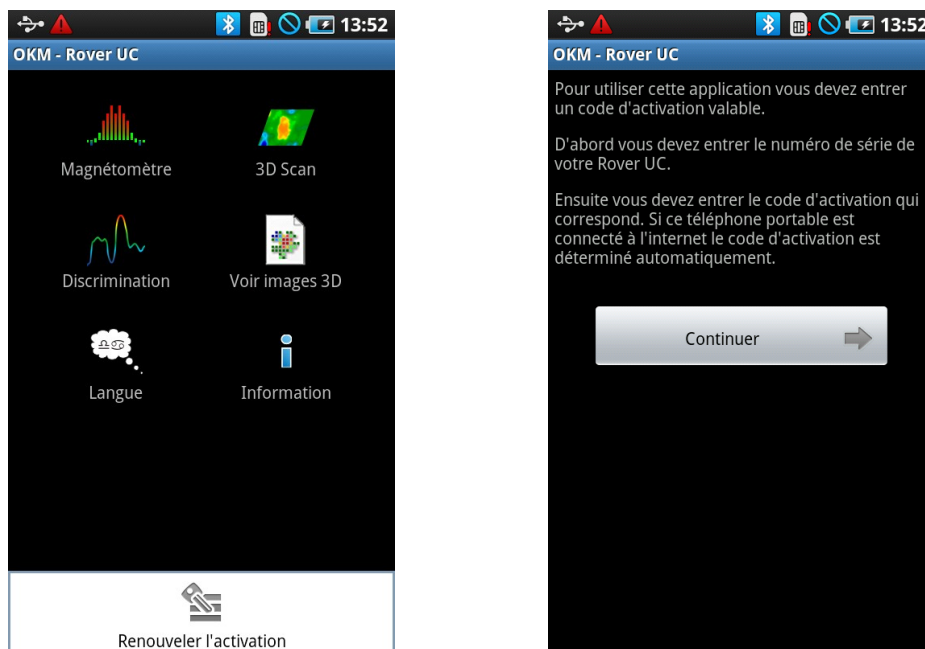 13:52
OKM - Rover UC
Magnétomètre
3D Scan
Discrimination
Voir images 3D
Langue
Information
Renouveler l'activation
13:52
OKM - Rover UC
Pour utiliser cette application vous devez entrer
un code d'activation valable.
D'abord vous devez entrer le numéro de série de
votre Rover UC.
Ensuite vous devez entrer le code d'activation qui
correspond. Si ce téléphone portable est
connecté à l'internet le code d'activation est
déterminé automatiquement.
Continuer